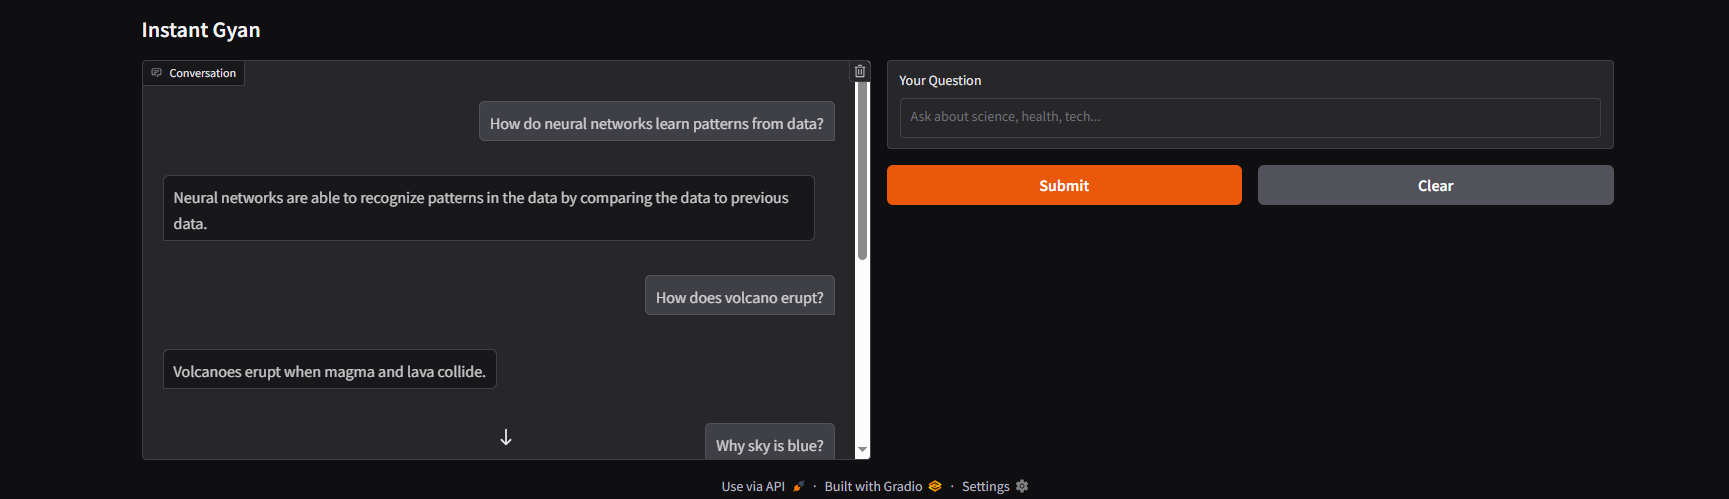 Instant Gyan
Conversation
How do neural networks learn patterns from data?
Neural networks are able to recognize patterns in the data by comparing the data to previous
data.
How does volcano erupt?
Volcanoes erupt when magma and lava collide.
Why sky is blue?
Your Question
Ask about science, health, tech...
Submit
Clear
Use via API · Built with Gradio · Settings